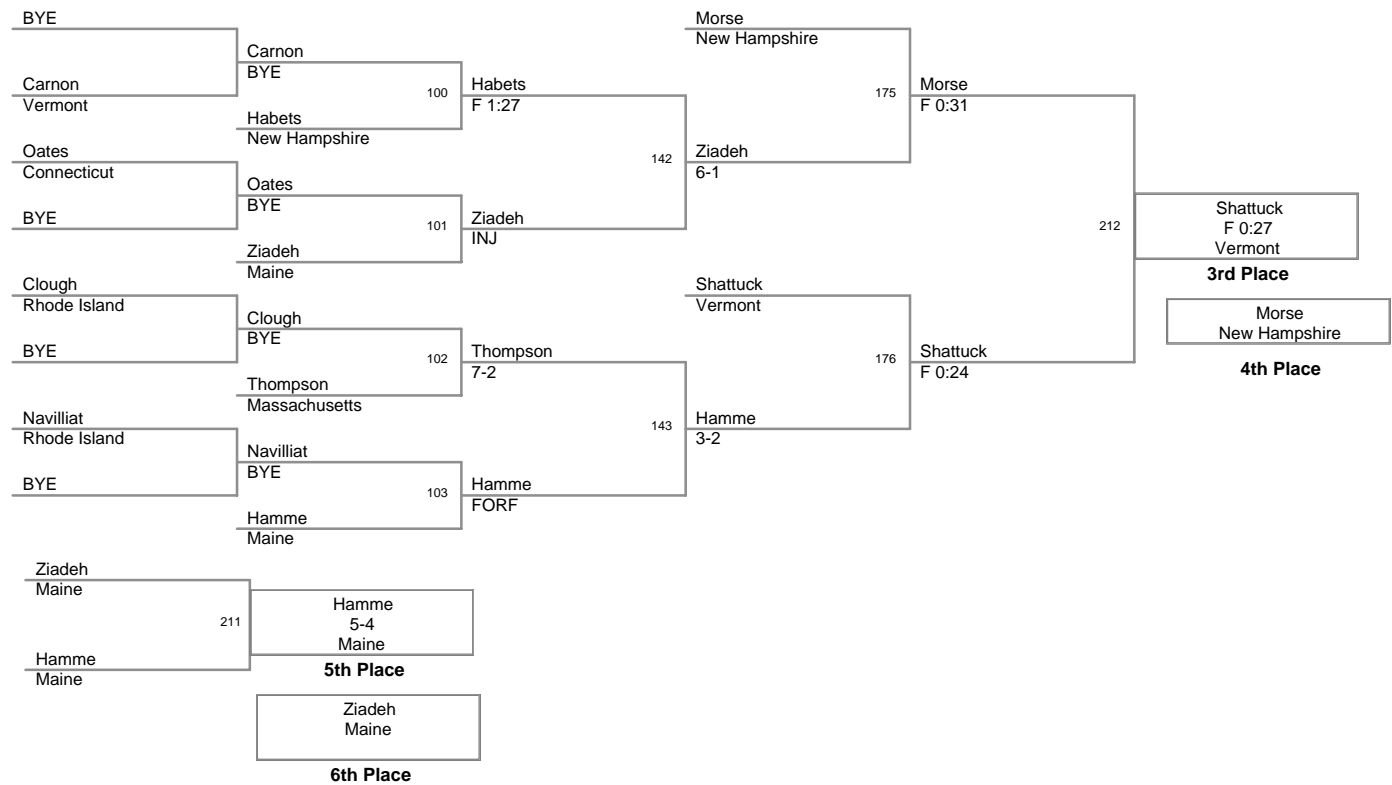 BYE
Carnon
Vermont
Oates
Connecticut
BYE
Clough
Rhode Island
BYE
Navilliat
Rhode Island
BYE
Carnon
BYE
100
Habets
New Hampshire
Oates
BYE
101
Ziadeh
Maine
Clough
BYE
102
Thompson
Massachusetts
Navilliat
BYE
103
Hamme
Maine
Habets
F 1:27
142
Ziadeh
INJ
Thompson
7-2
143
Hamme
FORF
Morse
New Hampshire
175
Ziadeh
6-1
Shattuck
Vermont
176
Hamme
3-2
Morse
F 0:31
212
Shattuck
F 0:24
Shattuck
F 0:27
Vermont
3rd Place
Morse
New Hampshire
4th Place
Ziadeh
Maine
211
Hamme
Maine
Hamme
5-4
Maine
5th Place
Ziadeh
Maine
6th Place